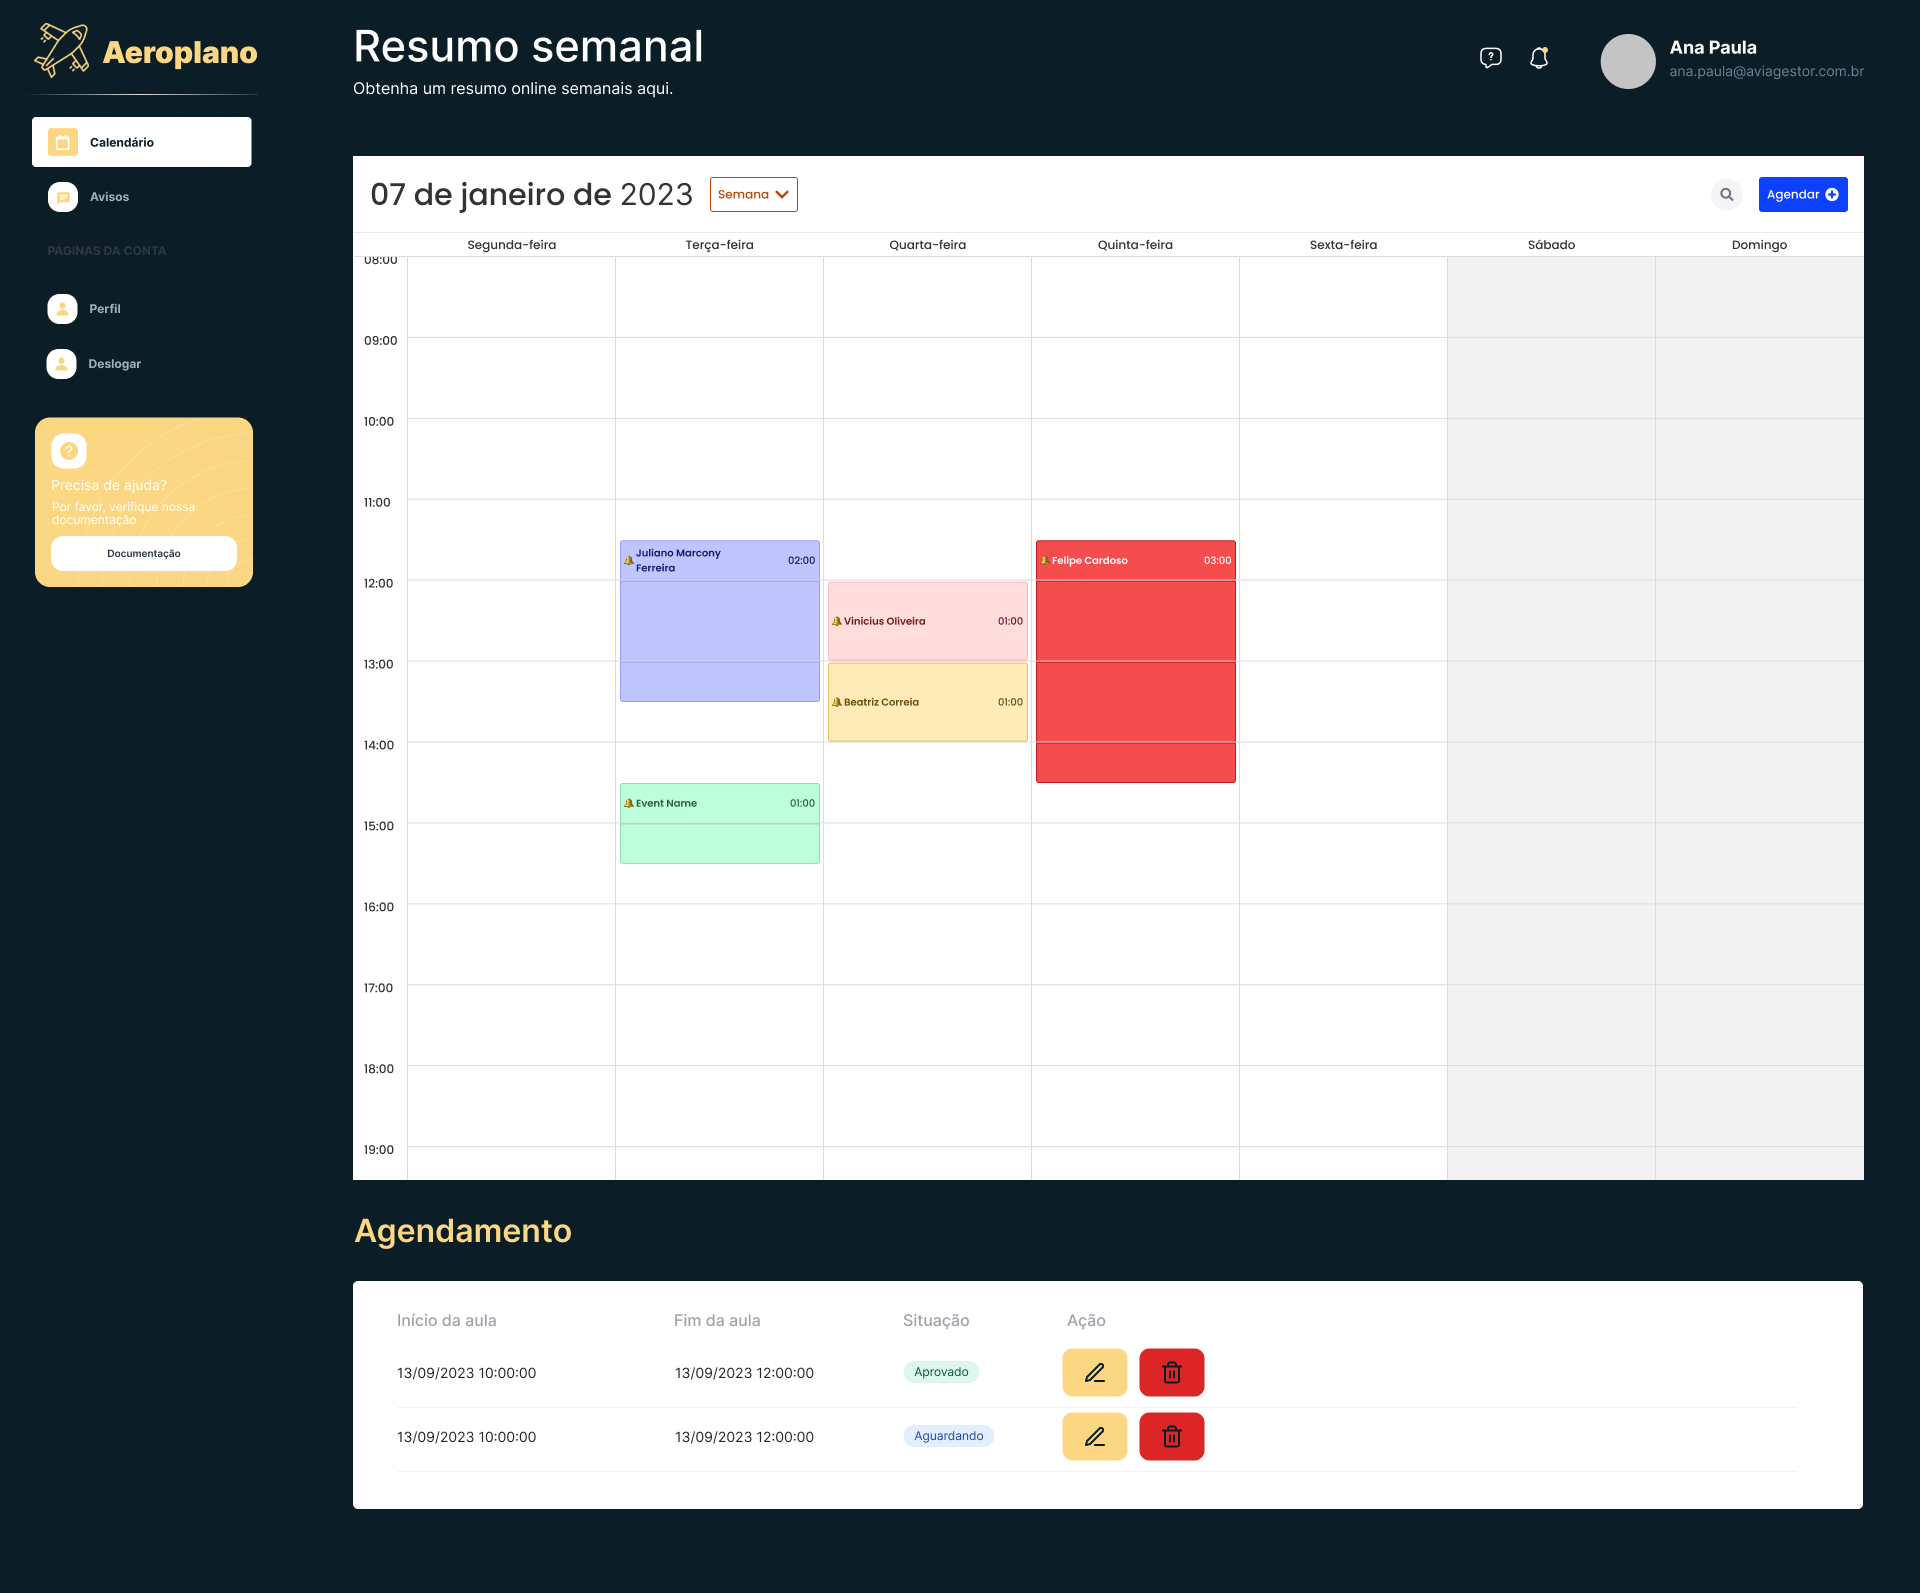 Aeroplano
Calendário
Avisos
PÁGINAS DA CONTA
Perfil
Deslogar
?
Precisa de ajuda?
Por favor, verifique nossa
documentação
Documentação
Resumo semanal
Obtenha um resumo online semanais aqui.
?
Ana Paula
ana.paula@aviagestor.com.br
07 de janeiro de 2023
Semana
Agendar
Segunda-feira
Terça-feira
Quarta-feira
Quinta-feira
Sexta-feira
Sábado
Domingo
08:00
09:00
10:00
11:00
12:00
13:00
14:00
15:00
16:00
17:00
18:00
19:00
Juliano Marcony
Ferreira
02:00
Event Name
01:00
Vinicius Oliveira
01:00
Beatriz Correia
01:00
Felipe Cardoso
03:00
Agendamento
Início da aula
Fim da aula
Situação
Ação
13/09/2023 10:00:00
13/09/2023 12:00:00
Aprovado
13/09/2023 10:00:00
13/09/2023 12:00:00
Aguardando